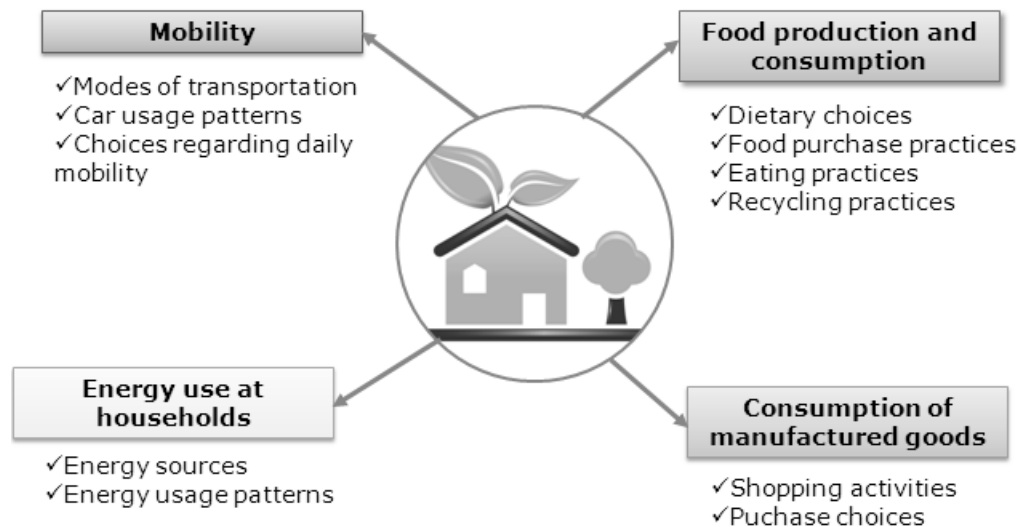 Mobility
✓Modes of transportation
✓Car usage patterns
✓Choices regarding daily
mobility
Food production and
consumption
✓Dietary choices
✓Food purchase practices
✓Eating practices
✓Recycling practices
Energy use at
households
✓Energy sources
✓Energy usage patterns
Consumption of
manufactured goods
✓Shopping activities
✓Puchase choices